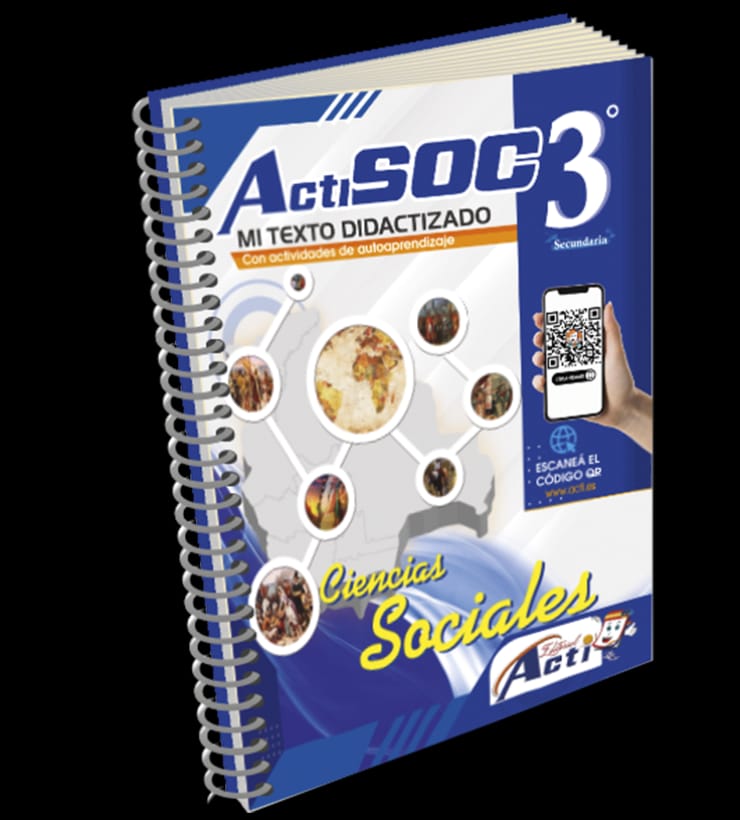 ActiSOC 3°
Secundaria
MI TEXTO DIDACTIZADO
Con actividades de autoaprendizaje
ESCANEÁ EL
CÓDIGO QR
www.acti.es
Ciencias
Sociales
Editorial
Acti